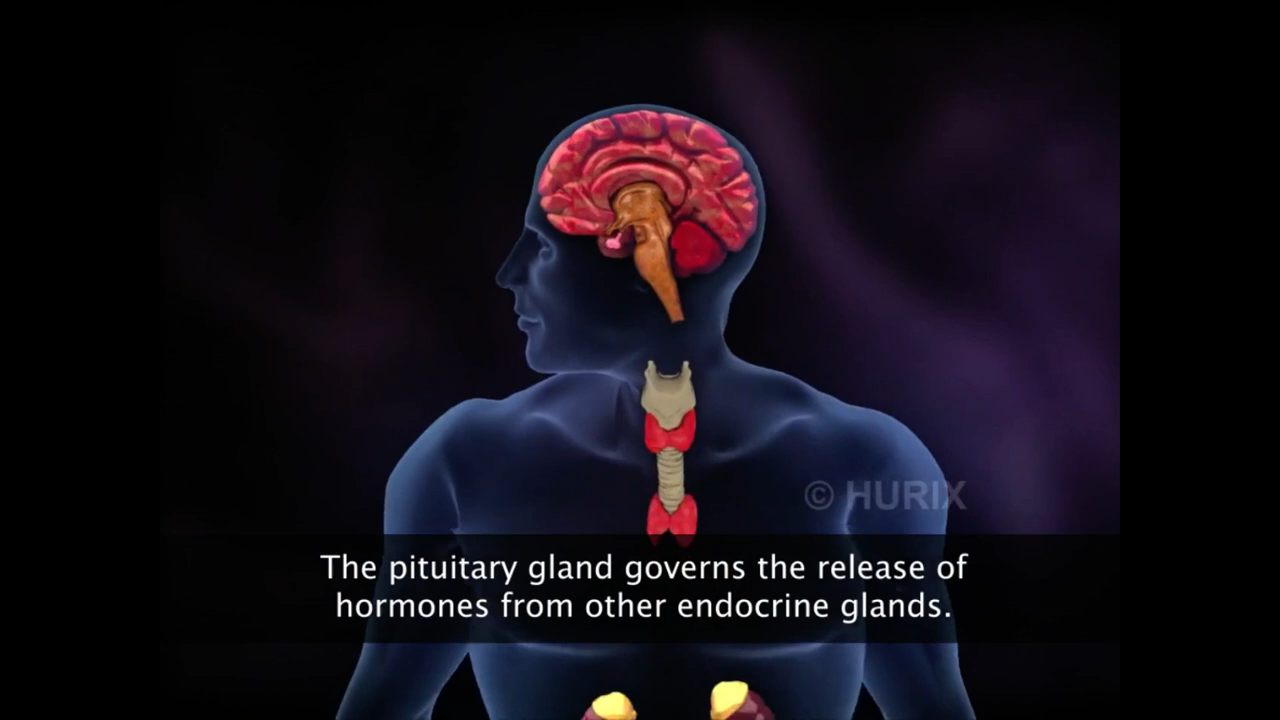 © HURIX
The pituitary gland governs the release of
hormones from other endocrine glands.